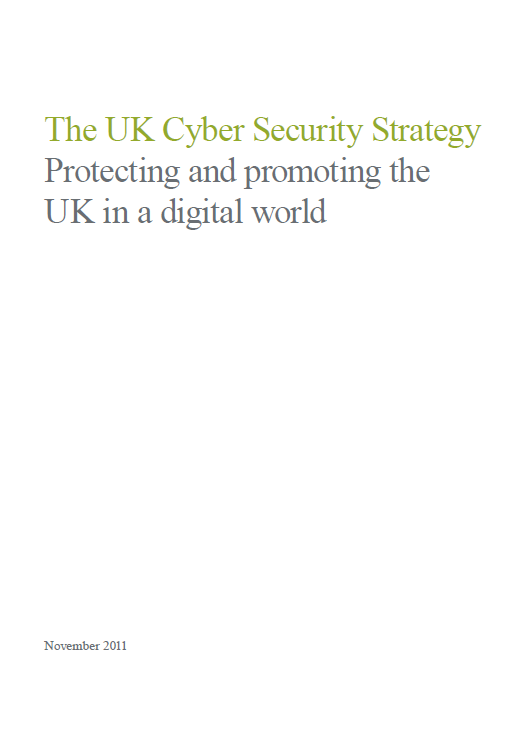 The UK Cyber Security Strategy
Protecting and promoting the
UK in a digital world
November 2011